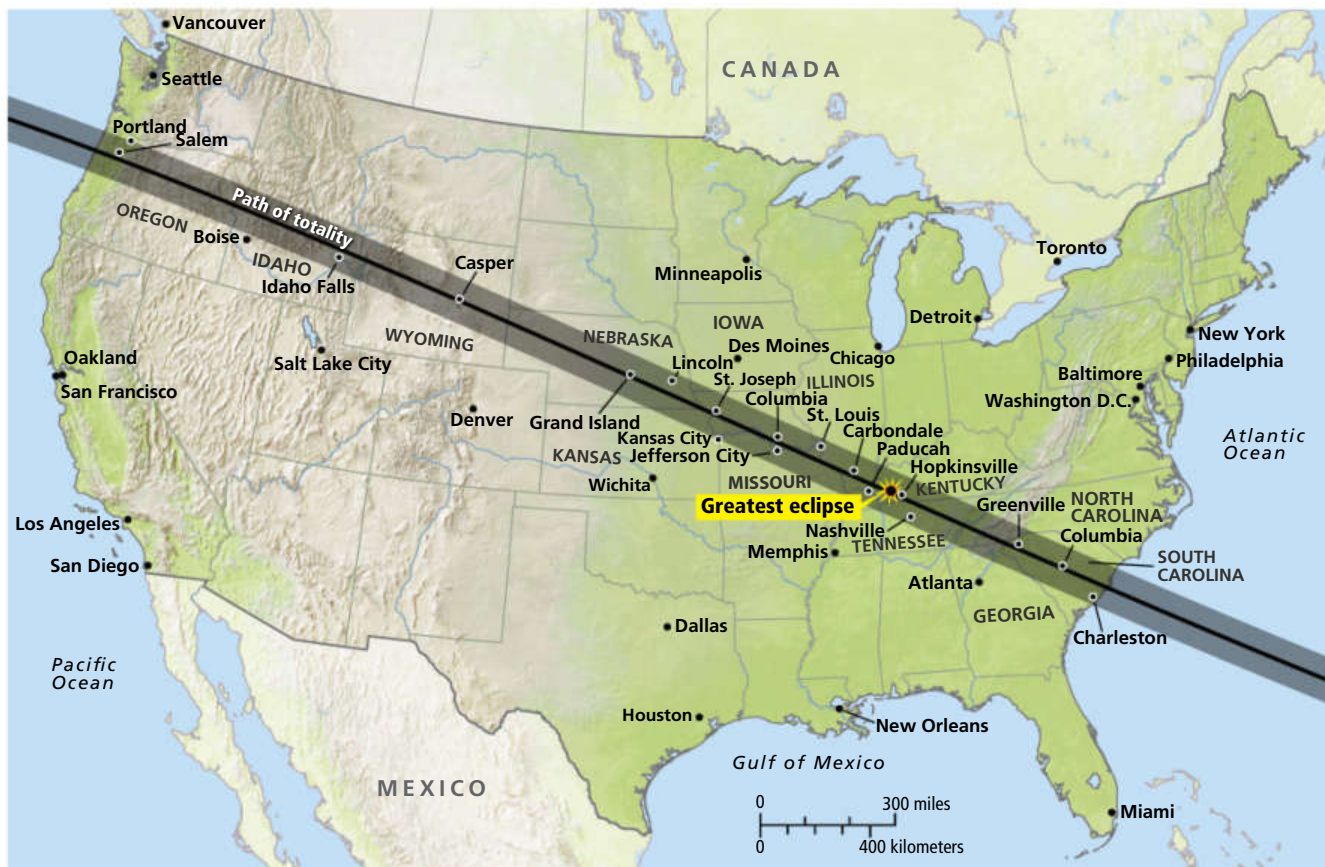 Vancouver
CANADA
Seattle
Portland
Salem
Path of totality
OREGON
Boise
IDAHO
Idaho Falls
Casper
Minneapolis
Toronto
Detroit
WYOMING
NEBRASKA
IOWA
New York
Salt Lake City
Lincoln
Des Moines
Chicago
Philadelphia
Oakland
San Francisco
St. Joseph
ILLINOIS
Baltimore
Columbia
Washington D.C.
Denver
Grand Island
St. Louis
Carbondale
Kansas City
Jefferson City
Paducah
Atlantic
Ocean
KANSAS
Hopkinsville
Wichita
MISSOURI
KENTUCKY
Greatest eclipse
Greenville
NORTH
CAROLINA
Los Angeles
Nashville
TENNESSEE
Columbia
Memphis
SOUTH
CAROLINA
San Diego
Atlanta
GEORGIA
Dallas
Charleston
Pacific
Ocean
Houston
New Orleans
Gulf of Mexico
MEXICO
0
300 miles
0
400 kilometers
Miami